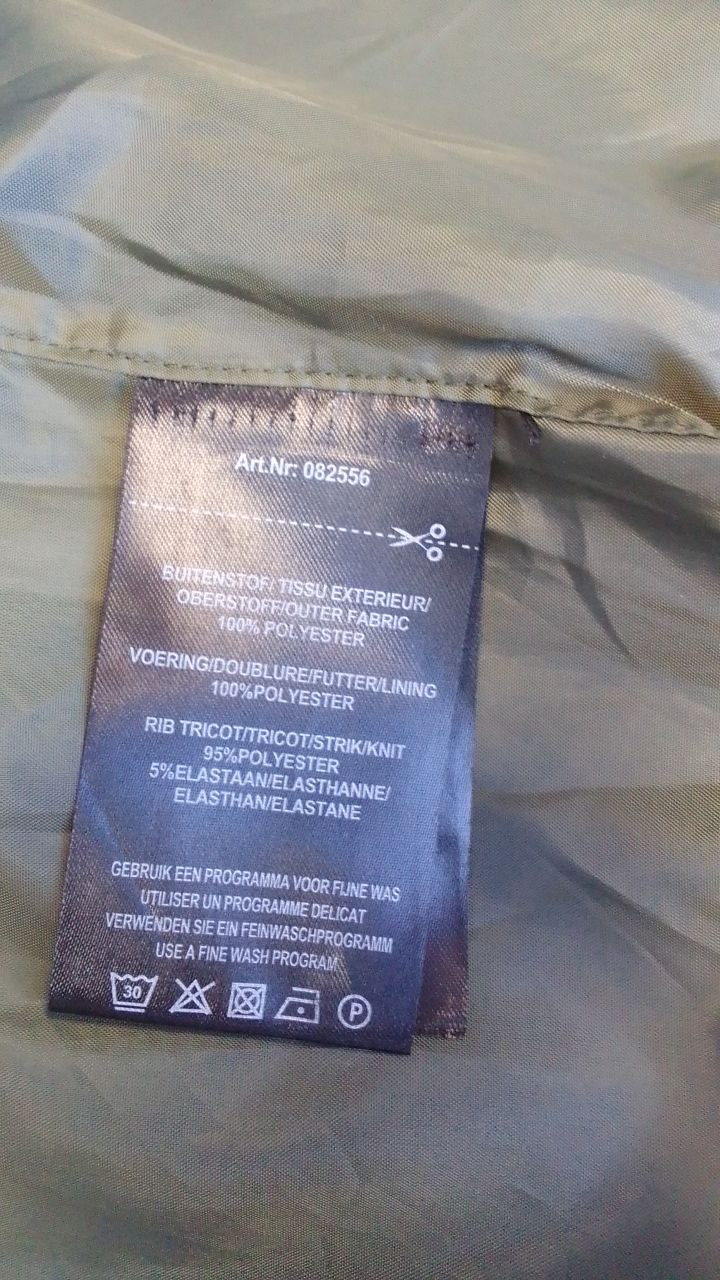 Art.Nr: 082556
BUITENSTOF/ TISSU EXTERIEUR/
OBERSTOFF/OUTER FABRIC
100% POLYESTER
VOERING/DOUBLURE/FUTTER/LINING
100%POLYESTER
RIB TRICOT/TRICOT/STRIK/KNIT
95%POLYESTER
5%ELASTAAN/ELASTHANNE/
ELASTHAN/ELASTANE
GEBRUIK EEN PROGRAMMA VOOR FIJNE WAS
UTILISER UN PROGRAMME DELICAT
VERWENDEN SIE EIN FEINWASCHPROGRAMM
USE A FINE WASH PROGRAM
30 P